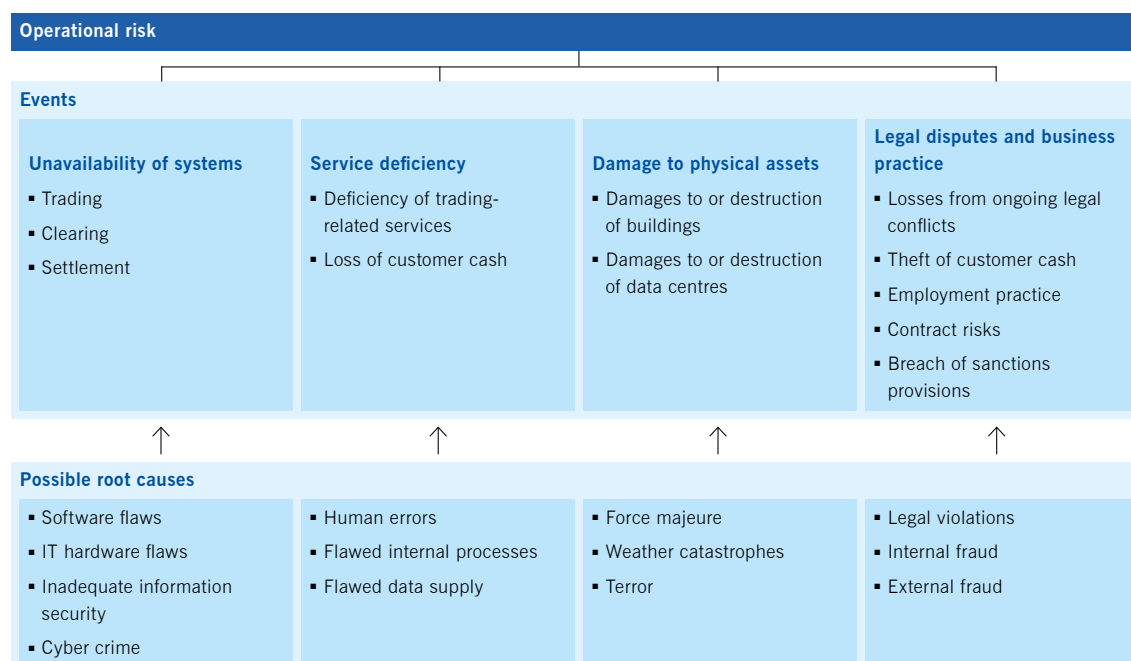 Operational risk
Events
Unavailability of systems
▪ Trading
▪ Clearing
▪ Settlement
Service deficiency
▪ Deficiency of trading-
related services
▪ Loss of customer cash
Damage to physical assets
▪ Damages to or destruction
of buildings
▪ Damages to or destruction
of data centres
Legal disputes and business
practice
▪ Losses from ongoing legal
conflicts
▪ Theft of customer cash
▪ Employment practice
▪ Contract risks
▪ Breach of sanctions
provisions
Possible root causes
▪ Software flaws
▪ IT hardware flaws
▪ Inadequate information
security
▪ Cyber crime
▪ Human errors
▪ Flawed internal processes
▪ Flawed data supply
▪ Force majeure
▪ Weather catastrophes
▪ Terror
▪ Legal violations
▪ Internal fraud
▪ External fraud